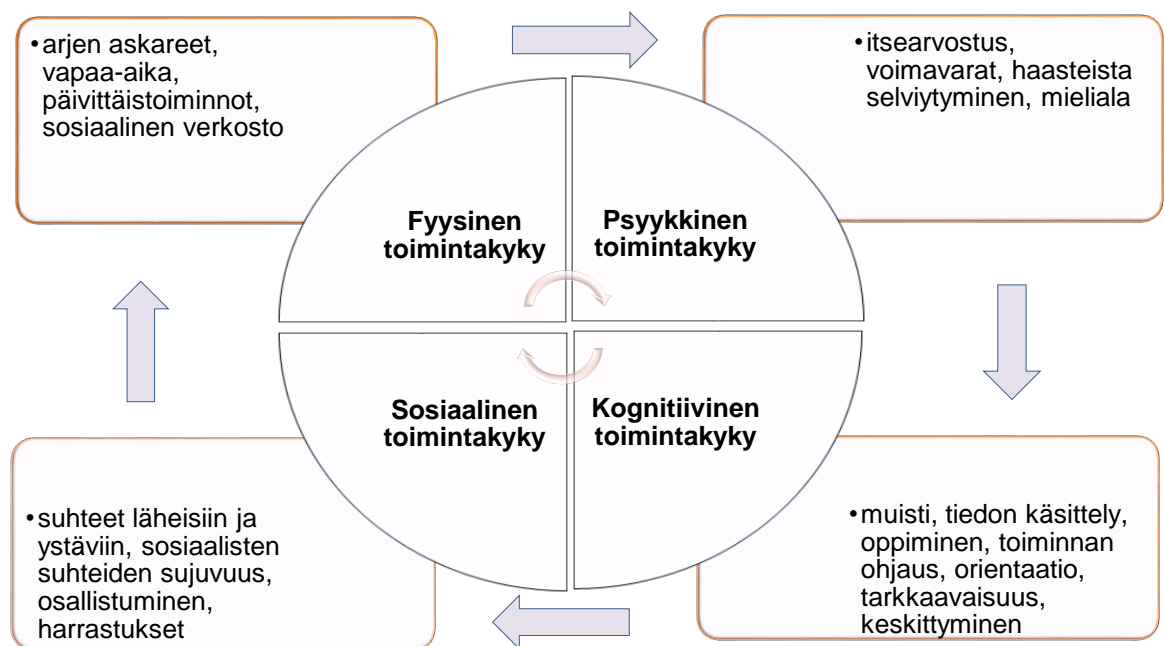 •arjen askareet,
vapaa-aika,
päivittäistoiminnot,
sosiaalinen verkosto
•itsearvostus,
voimavarat, haasteista
selviytyminen, mieliala
Fyysinen
toimintakyky
Psyykkinen
toimintakyky
Sosiaalinen
toimintakyky
Kognitiivinen
toimintakyky
•suhteet läheisiin ja
ystäviin, sosiaalisten
suhteiden sujuvuus,
osallistuminen,
harrastukset
•muisti, tiedon käsittely,
oppiminen, toiminnan
ohjaus, orientaatio,
tarkkaavaisuus,
keskittyminen